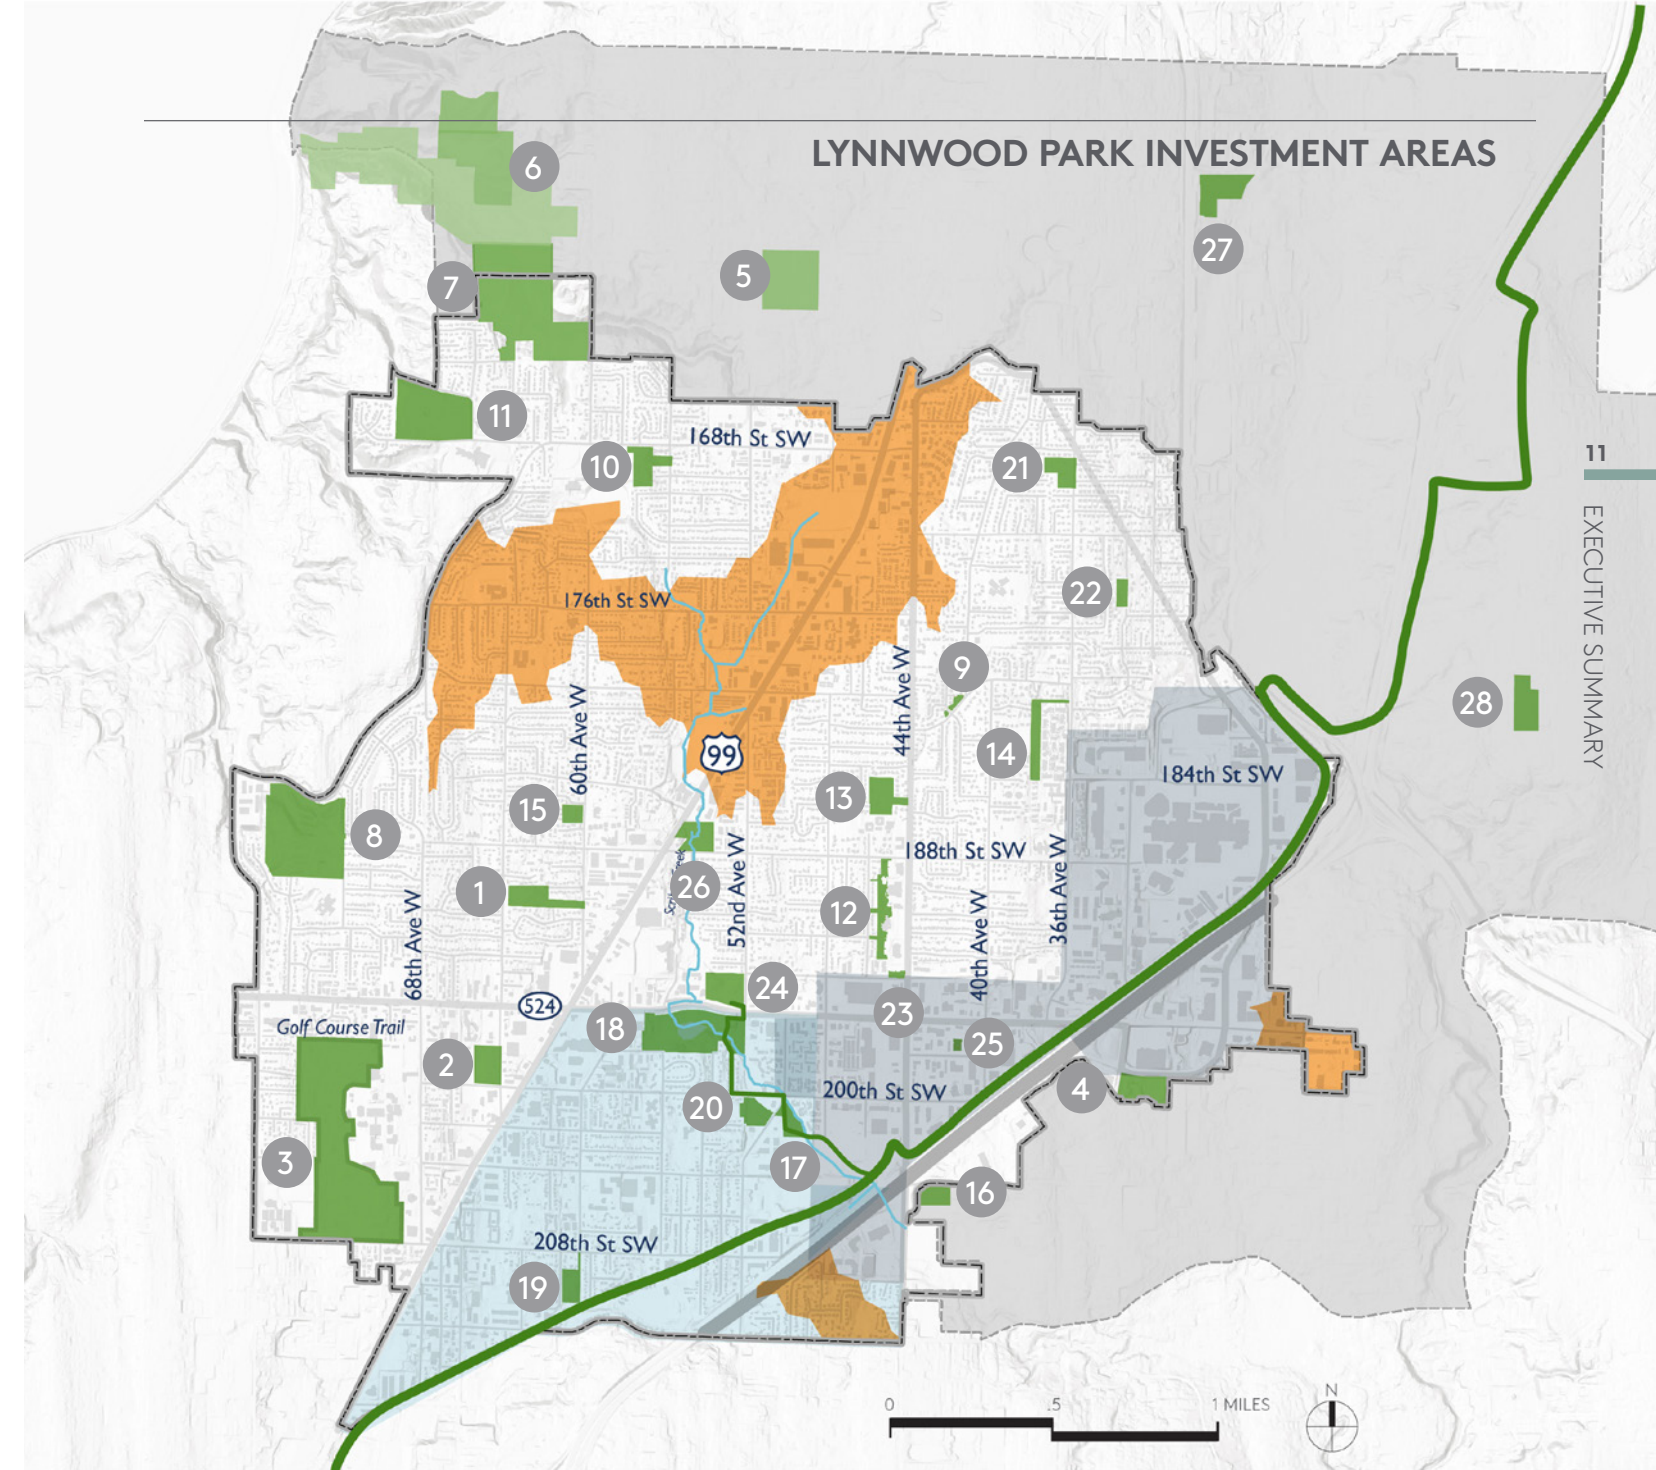 LYNNWOOD PARK INVESTMENT AREAS
6
27
5
7
11
168th St SW
11
10
21
EXECUTIVE SUMMARY
176th St SW
22
9
28
60th Ave W
44th Ave W
99
14
184th St SW
15
13
8
188th St SW
1
26
52nd Ave W
12
36th Ave W
68th Ave W
40th Ave W
24
524
23
Golf Course Trail
18
25
2
4
200th St SW
20
3
17
16
208th St SW
19
N
0 .5 1 MILES